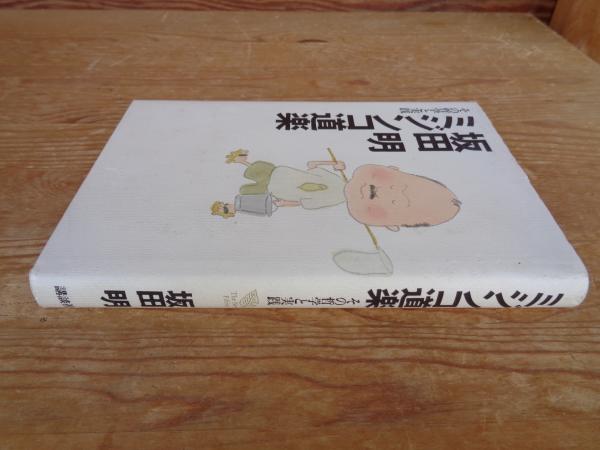 坂田明
ミジンコ道楽
その哲学と実践
ミジンコ道楽
その哲学と実践
坂田明